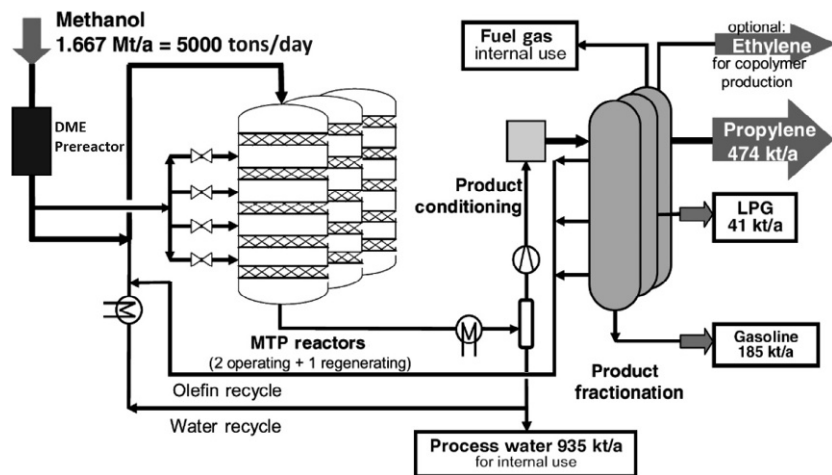 Methanol
1.667 Mt/a = 5000 tons/day
DME
Prereactor
Fuel gas
internal use
optional:
Ethylene
for copolymer
production
Propylene
474 kt/a
Product
conditioning
LPG
41 kt/a
MTP reactors
(2 operating + 1 regenerating)
Product
fractionation
Gasoline
185 kt/a
Olefin recycle
Water recycle
Process water 935 kt/a
for internal use